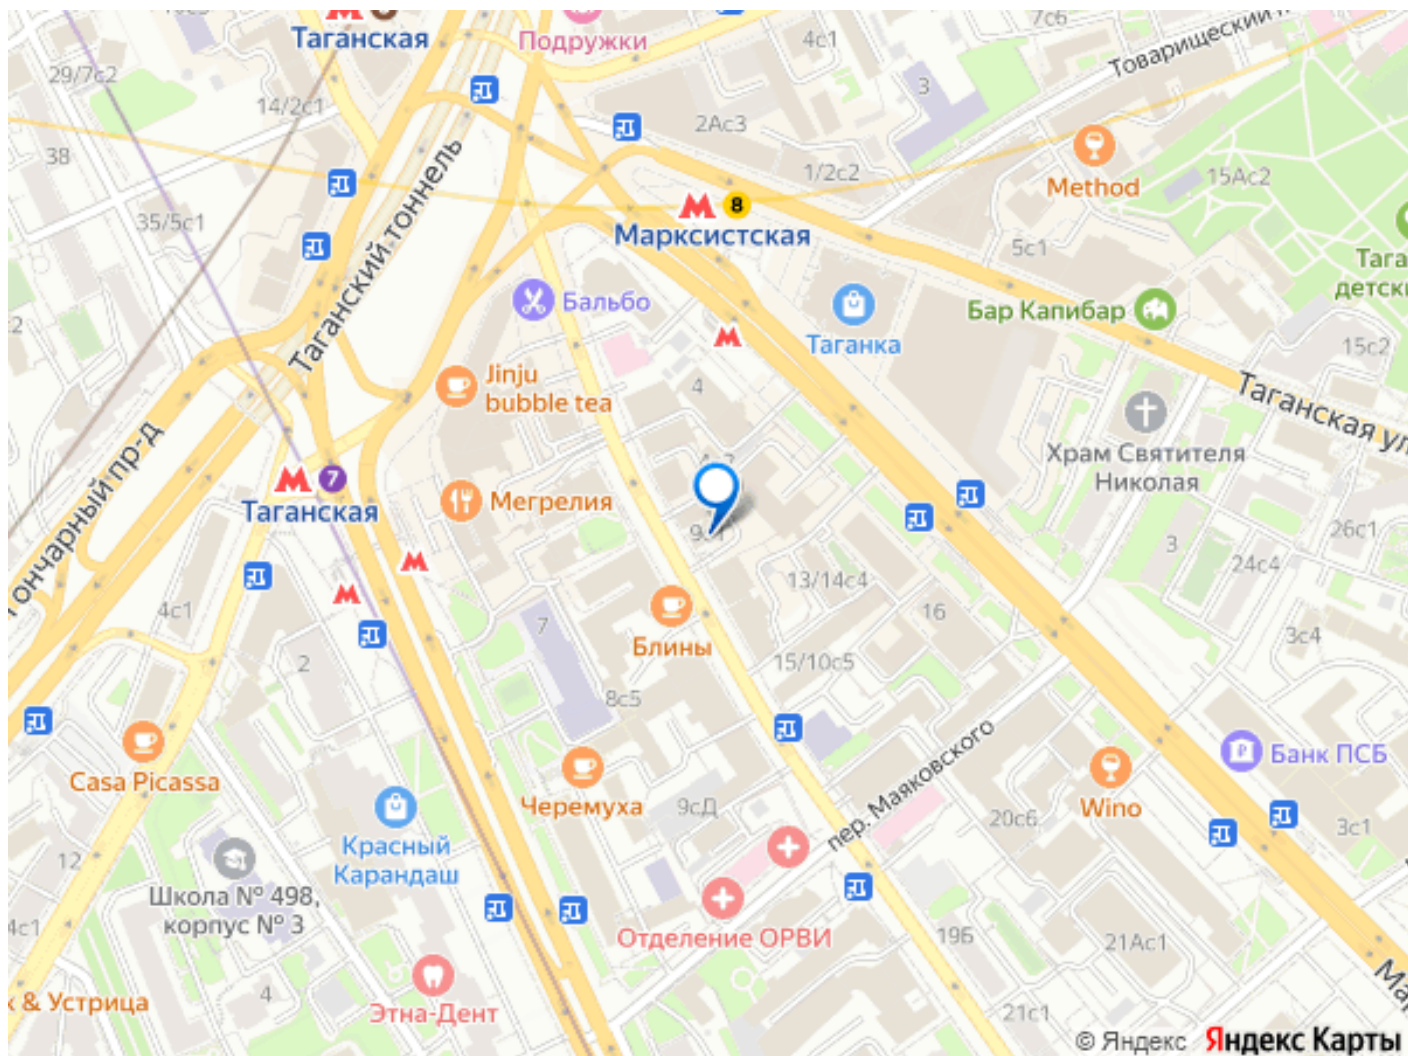 Таганская
Подружки
7с6
4с1
Товарищеский
29/7с2
14/2с1
3
2Ас3
38
1/2с2
Method
15Ас2
Таганский тоннель
35/5с1
8
Марксистская
5с1
Бальбо
Бар Капибар
Таганка
15с2
Jinju
bubble tea
4
Таганская ул
Храм Святителя
Николая
Гончарный пр-д
7
Таганская
Мегрелия
9с1
26с1
3
24с4
13/14с4
4с1
7
16
Блины
3с4
2
15/10с5
8с5
пер. Маяковского
Банк ПСБ
Casa Picassa
Черемуха
9сД
Wino
20с6
3с1
Красный
Карандаш
12
Школа № 498,
корпус № 3
Отделение ОРВИ
19Б
21Ас1
4с1
4
Этна-Дент
& Устрица
21с1
© Яндекс Яндекс Карты